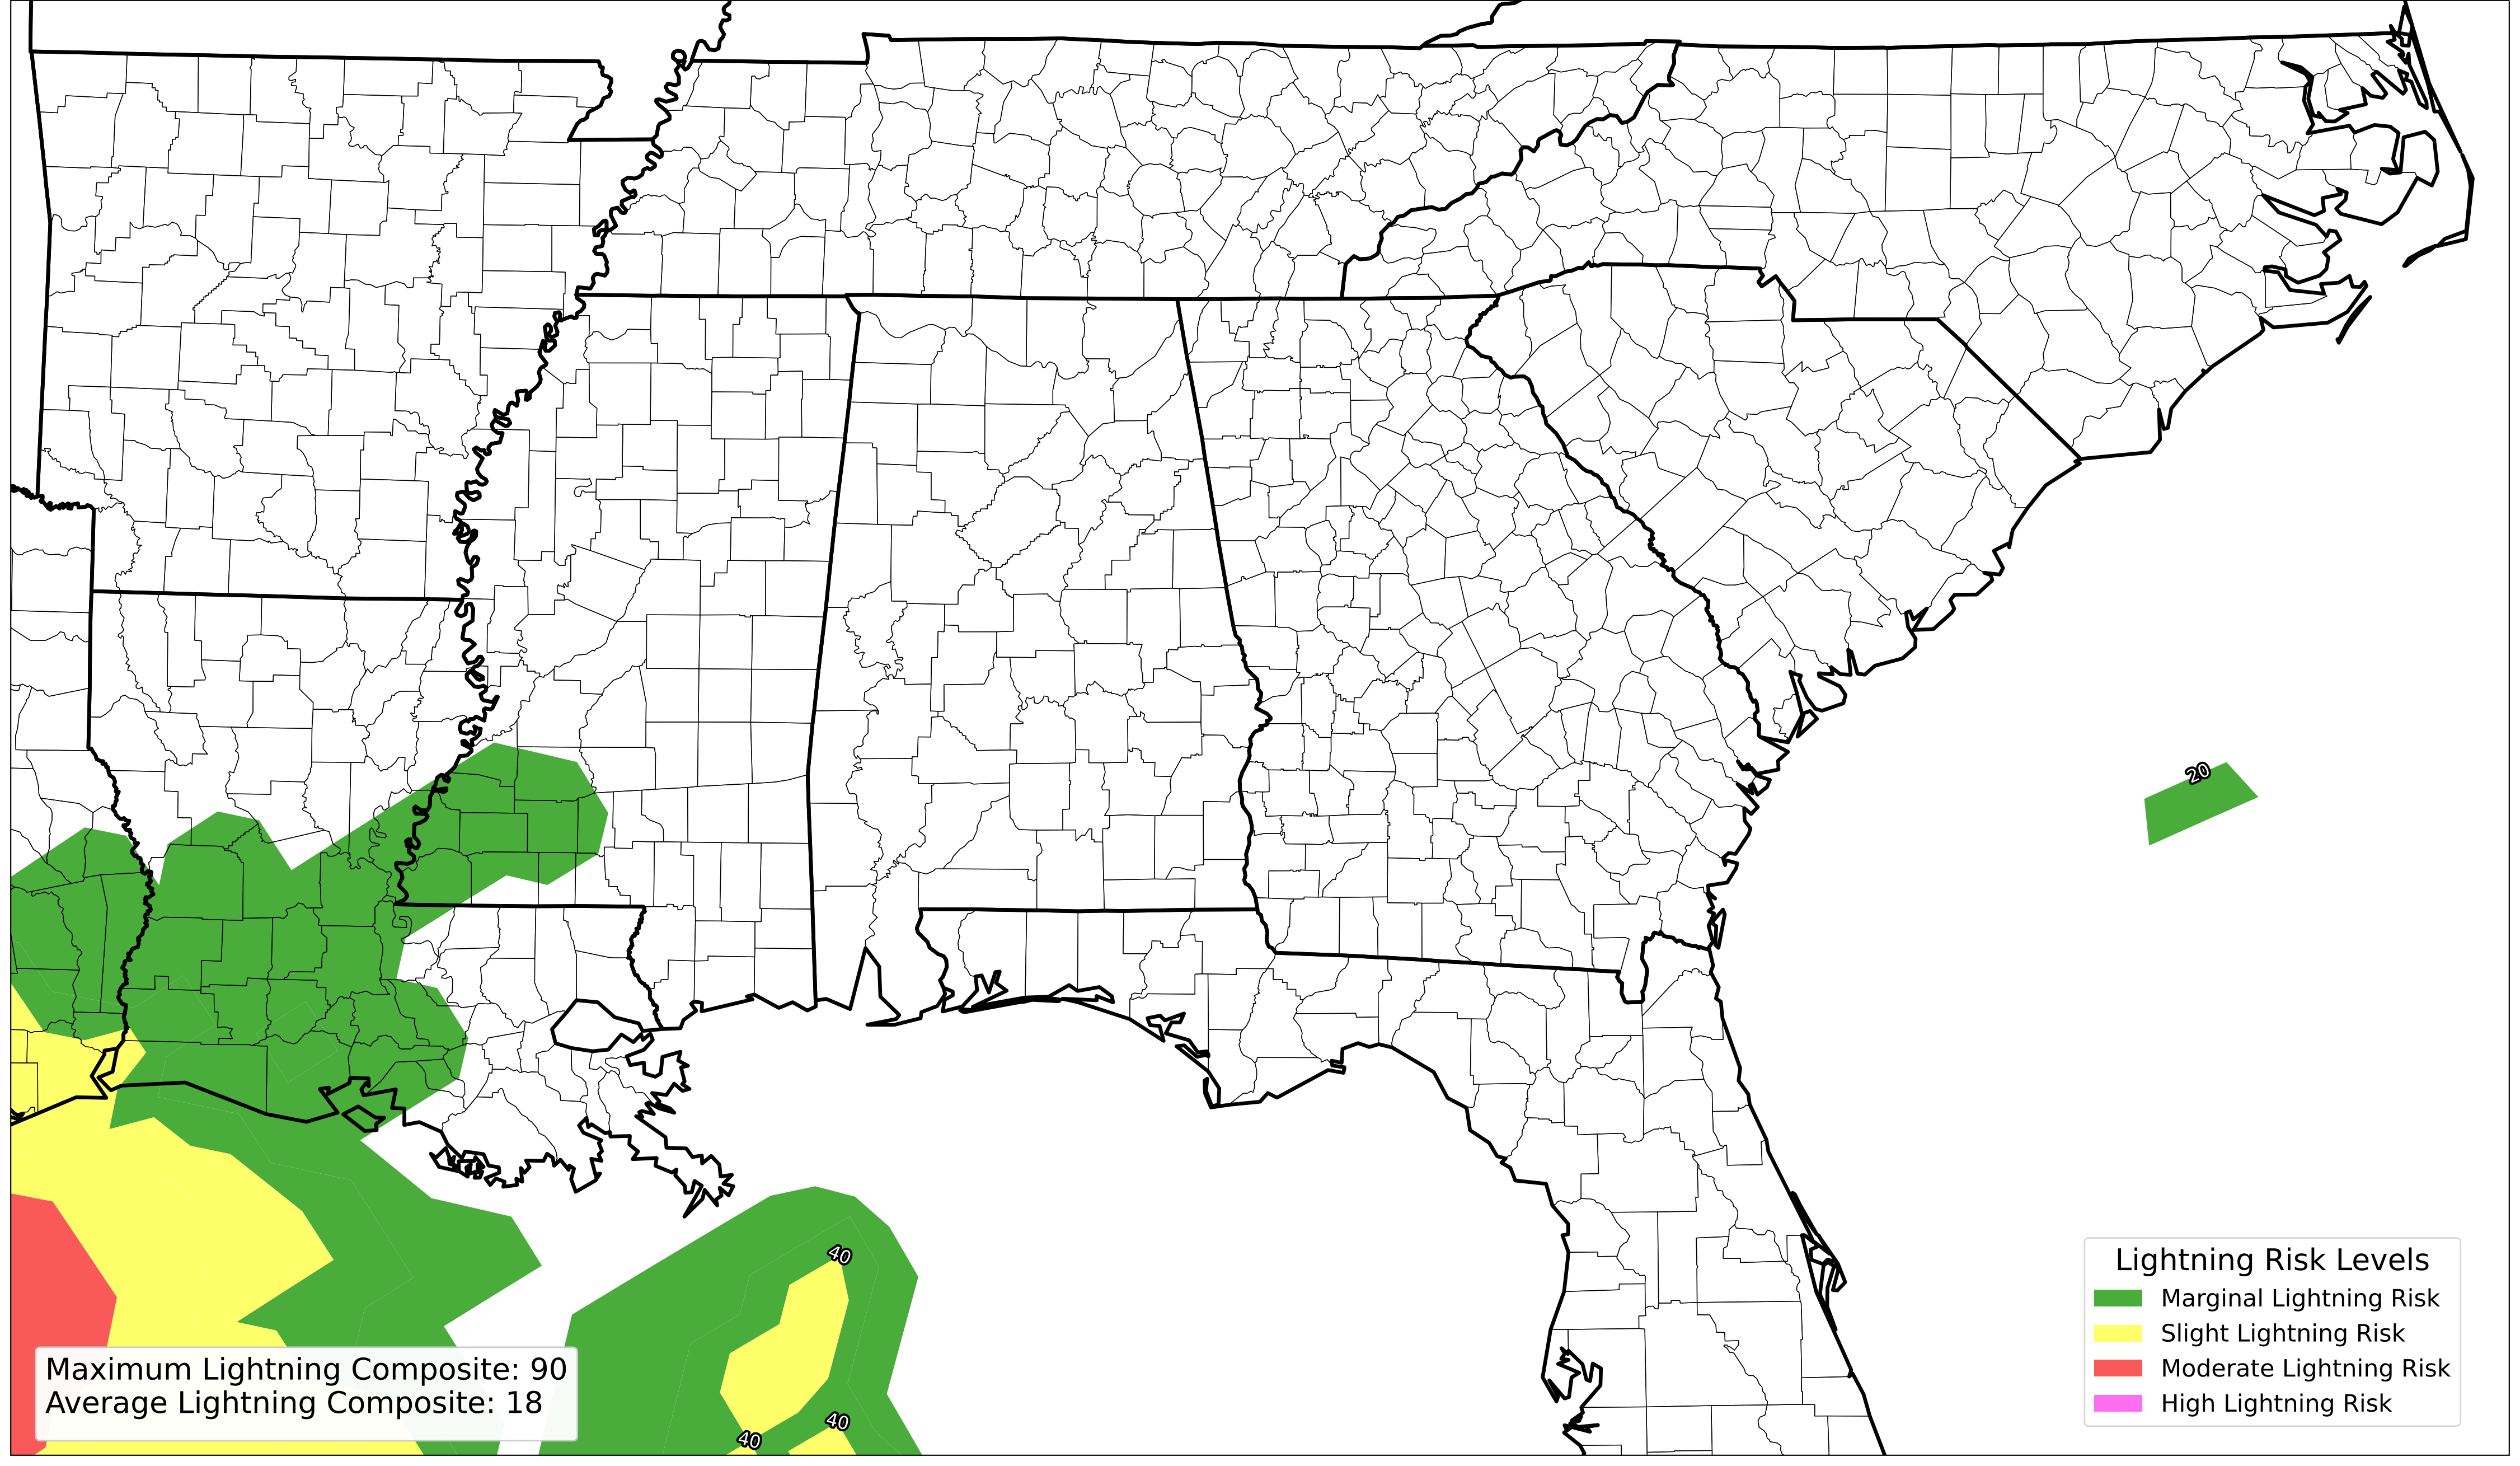 20
40
40
40
Maximum Lightning Composite: 90
Average Lightning Composite: 18
Lightning Risk Levels
Marginal Lightning Risk
Slight Lightning Risk
Moderate Lightning Risk
High Lightning Risk